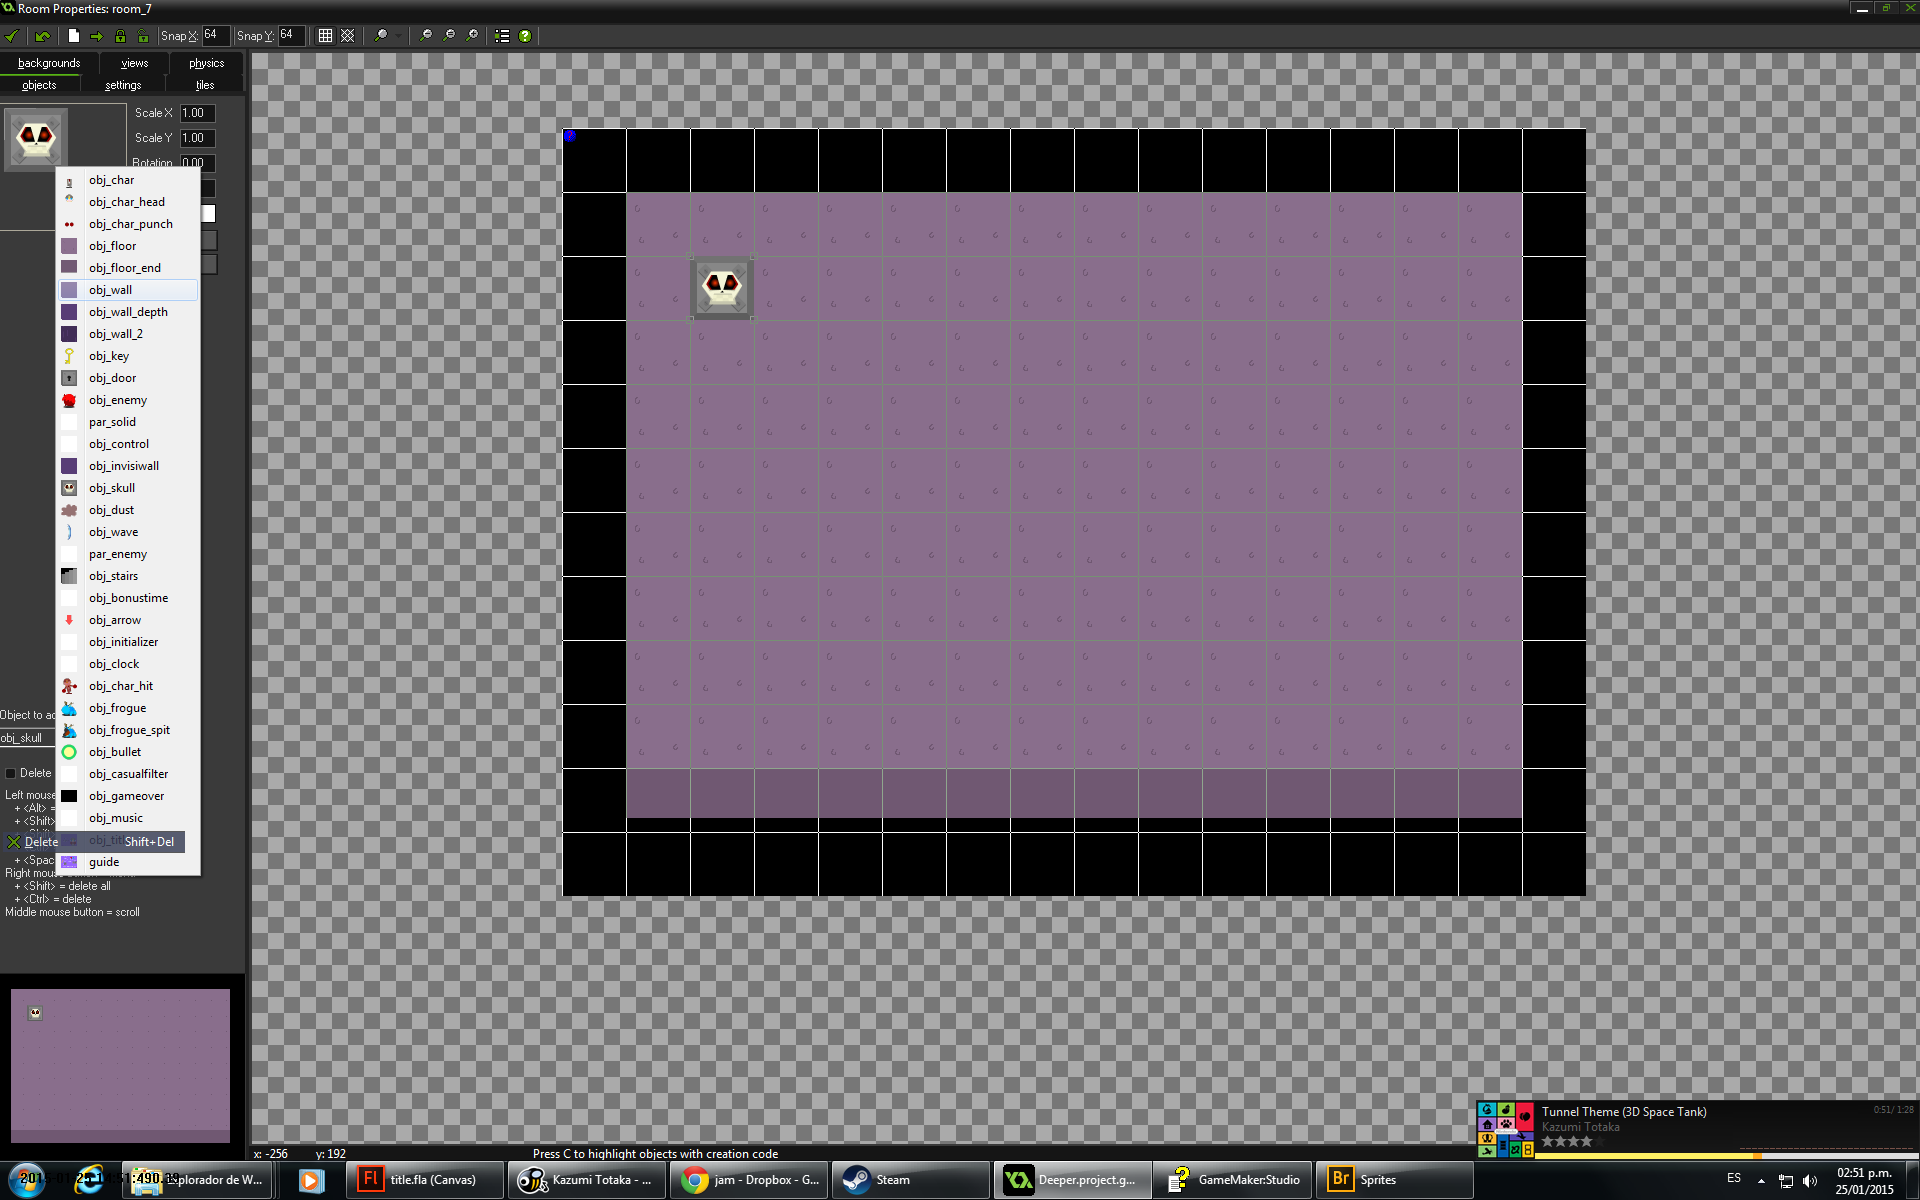 Room Properties: room_7
Snap X: 64 Snap Y: 64
backgrounds views physics
objects settings tiles
Scale X 1.00
Scale Y 1.00
Rotation 0.00
obj_char
obj_char_head
obj_char_punch
obj_floor
obj_floor_end
obj_wall
obj_wall_depth
obj_wall_2
obj_key
obj_door
obj_enemy
par_solid
obj_control
obj_invisiwall
obj_skull
obj_dust
obj_wave
par_enemy
obj_stairs
obj_bonustime
obj_arrow
obj_initializer
obj_clock
obj_char_hit
obj_frogue
obj_frogue_spit
obj_bullet
obj_casualfilter
obj_gameover
obj_music
guide
Object to
obj_skull
Delete
Left mouse
+ <Alt> =
+ <Shift>
Delete Shift+Del
Right
+ <Shift> = delete all
+ <Ctrl> = delete
Middle mouse button = scroll
x: -256 y: 192 Press C to highlight objects with creation code
Tunnel Theme (3D Space Tank) 0:51/ 1:28
Kazumi Totaka
Explorador de W...
title.fla (Canvas)
Kazumi Totaka - ...
jam - Dropbox - G...
Steam
Deeper.project.g...
GameMaker:Studio
Sprites
ES
02:51 p.m.
25/01/2015